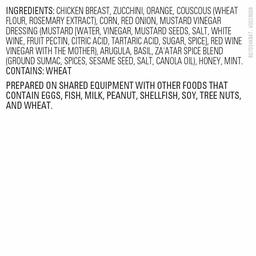 INGREDIENTS: CHICKEN BREAST, ZUCCHINI, ORANGE, COUSCOUS (WHEAT
FLOUR, ROSEMARY EXTRACT), CORN, RED ONION, MUSTARD VINEGAR
DRESSING (MUSTARD [WATER, VINEGAR, MUSTARD SEEDS, SALT, WHITE
WINE, FRUIT PECTIN, CITRIC ACID, TARTARIC ACID, SUGAR, SPICE], RED WINE
VINEGAR WITH THE MOTHER), ARUGULA, BASIL, ZA'ATAR SPICE BLEND
(GROUND SUMAC, SPICES, SESAME SEED, SALT, CANOLA OIL), HONEY, MINT.
CONTAINS: WHEAT
PREPARED ON SHARED EQUIPMENT WITH OTHER FOODS THAT
CONTAIN EGGS, FISH, MILK, PEANUT, SHELLFISH, SOY, TREE NUTS,
AND WHEAT.